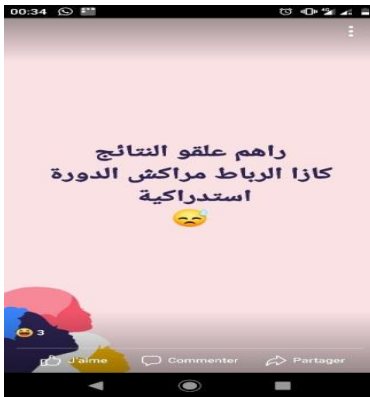 00:34
راهم علقو النتائج
كازا الرباط مراكش الدورة
استدراكية
😅
3
J'aime Commenter Partager